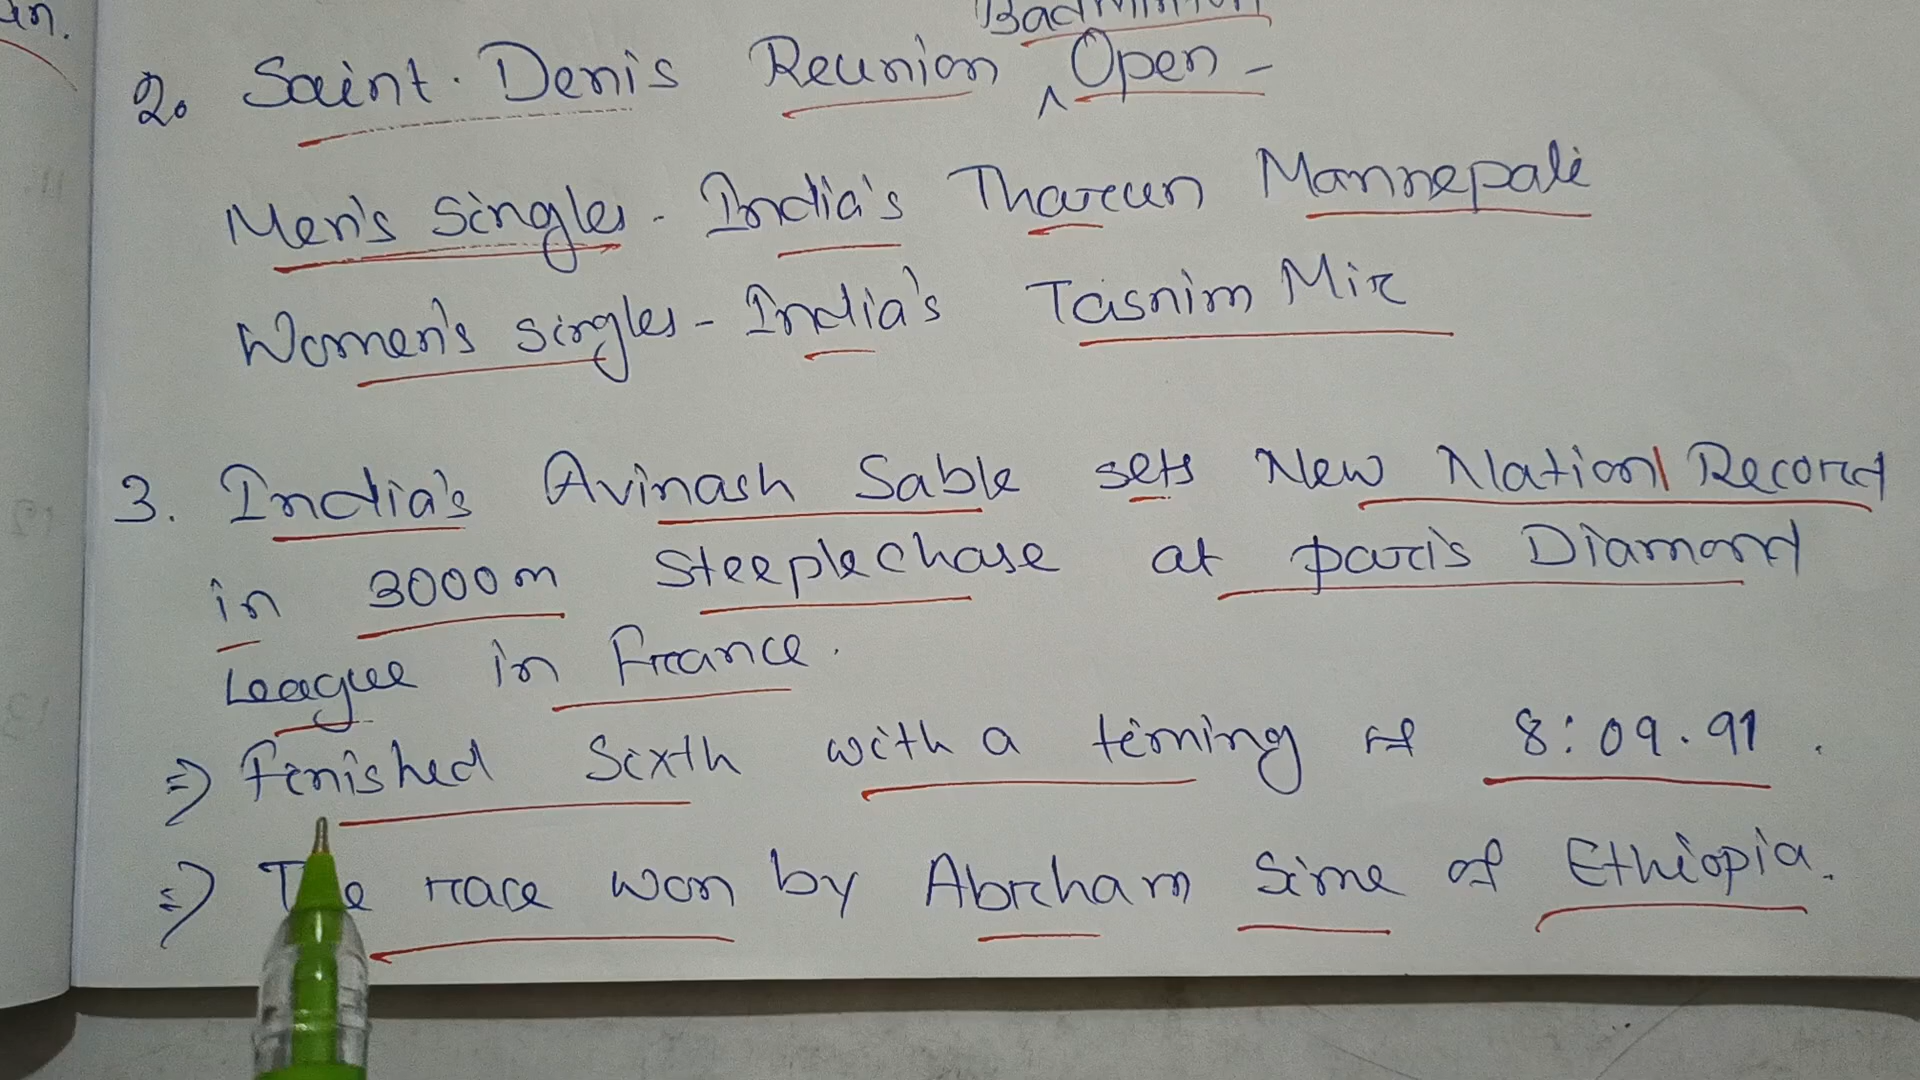 Badminton
2. Saint. Denis Reunion ^ Open -
Men's Singles - India's Tharun Mannepali
Women's singles - India's Tasnim Mir
3. India's Avinash Sable sets New National Record
in 3000m Steeplechase at paris Diamond
League in France.
=> Finished Sixth with a timing of 8:09.91.
=> The race won by Abrham Sime of Ethiopia.